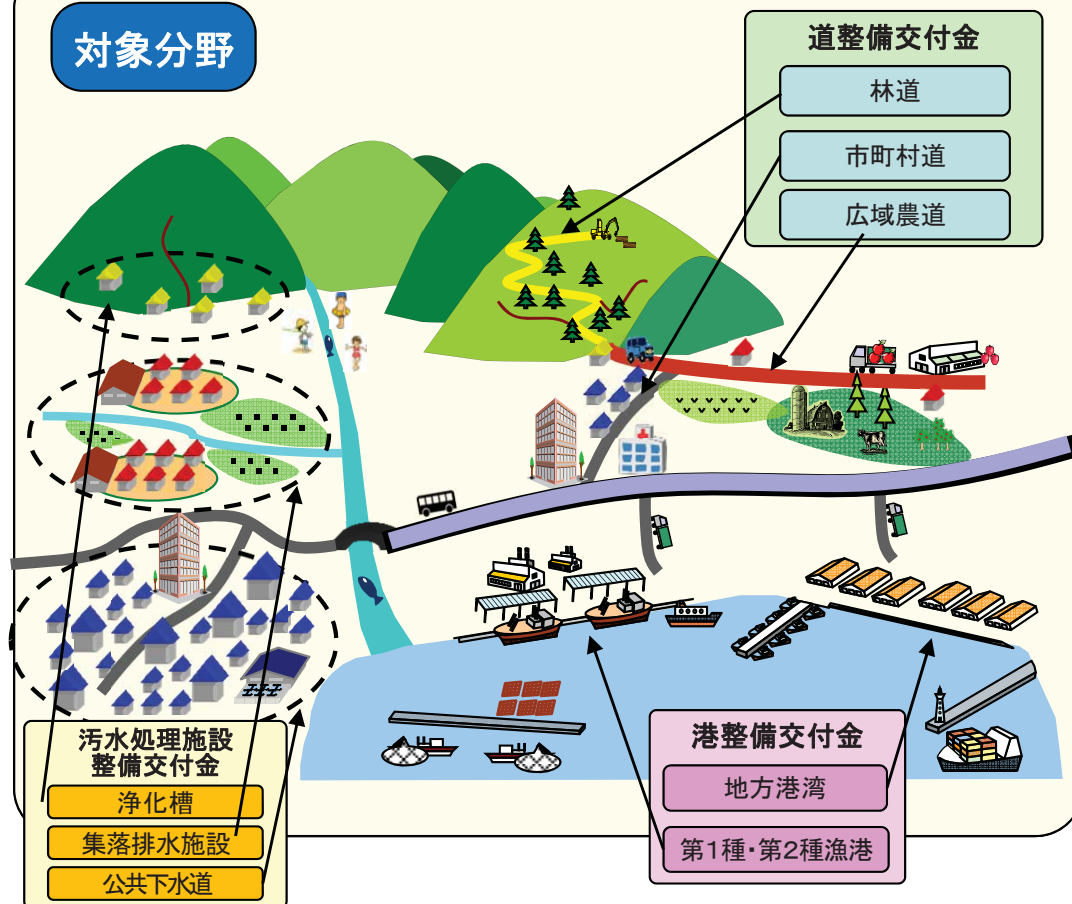 対象分野
道整備交付金
林道
市町村道
広域農道
汚水処理施設
整備交付金
浄化槽
集落排水施設
公共下水道
港整備交付金
地方港湾
第1種・第2種漁港